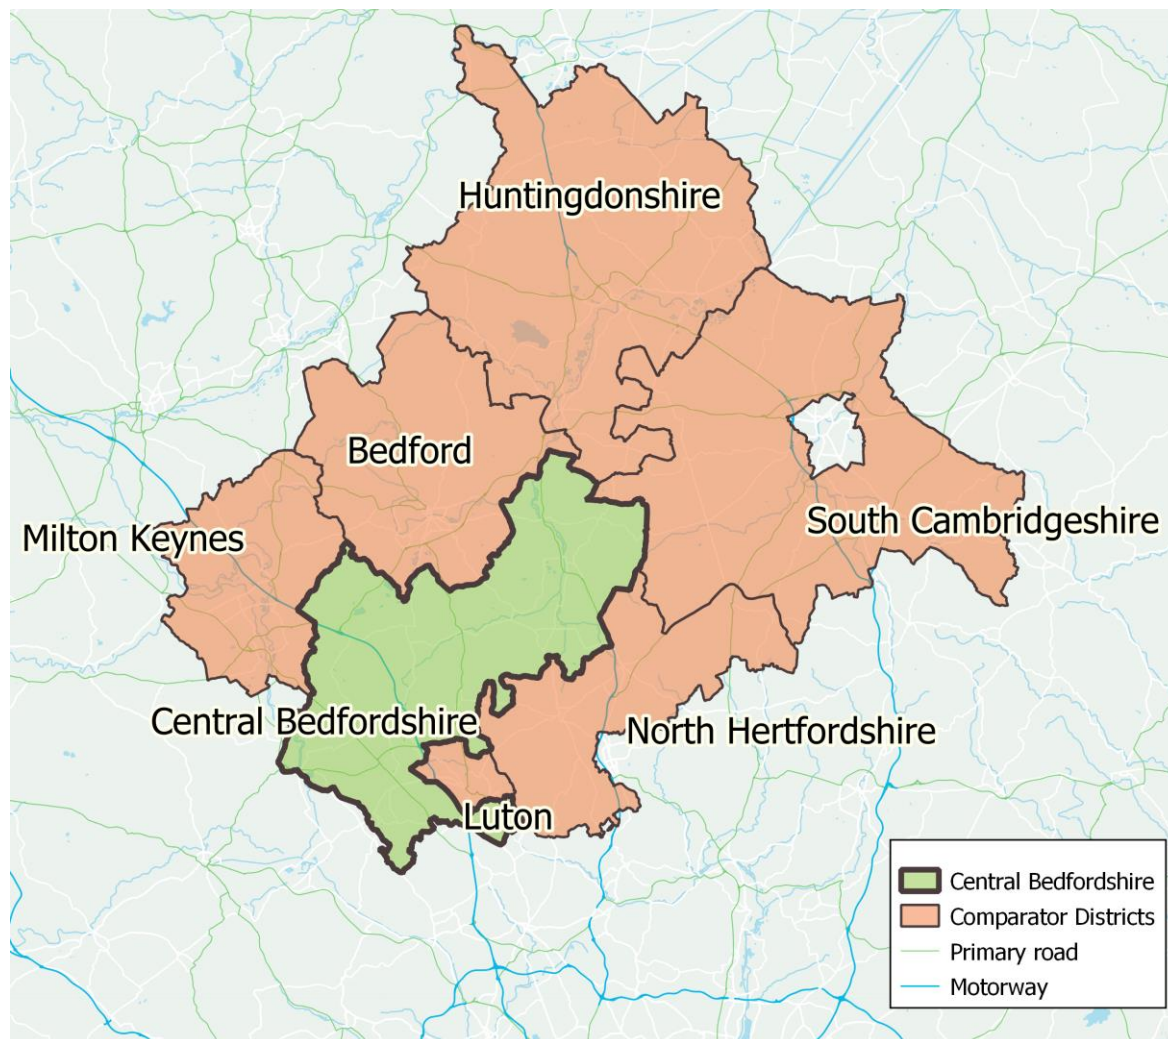 Huntingdonshire
Bedford
South Cambridgeshire
Milton Keynes
Central Bedfordshire
North Hertfordshire
Luton
Central Bedfordshire
Comparator Districts
Primary road
Motorway